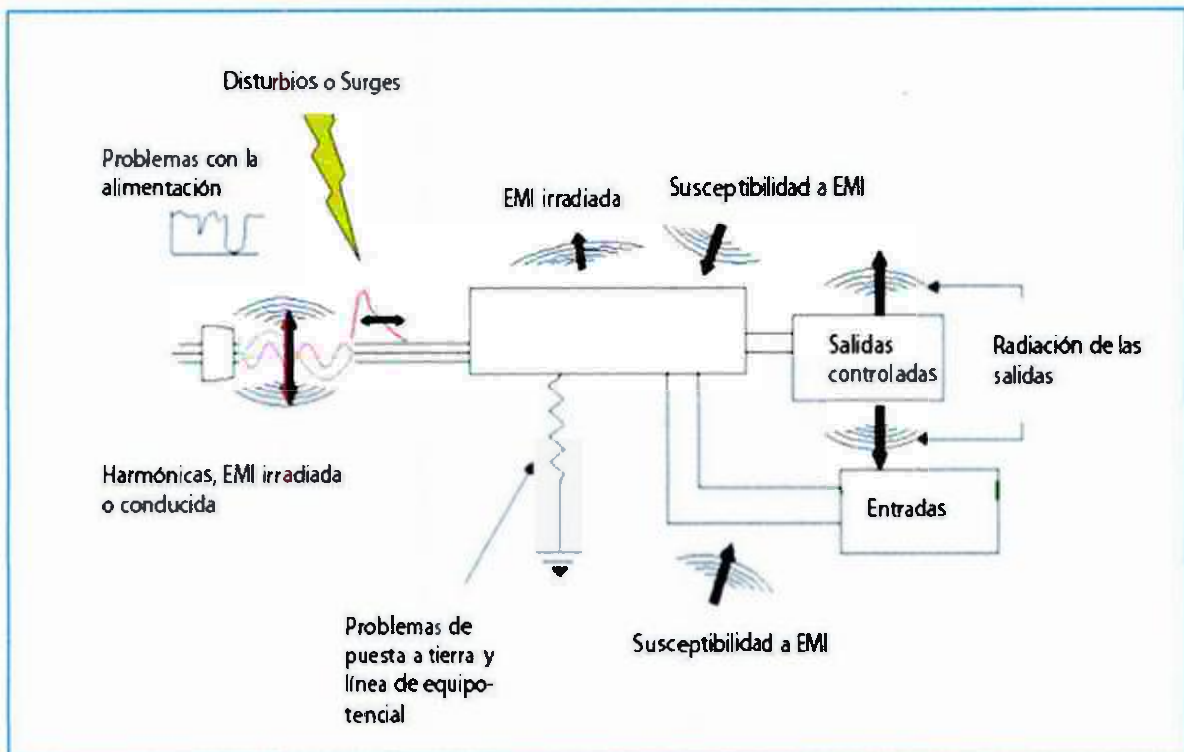 Disturbios o Surges
Problemas con la
alimentación
EMI irradiada
Susceptibilidad a EMI
Salidas
controladas
Radiación de las
salidas
Harmónicas, EMI irradiada
o conducida
Entradas
Problemas de
puesta a tierra y
línea de equipo-
tencial
Susceptibilidad a EMI